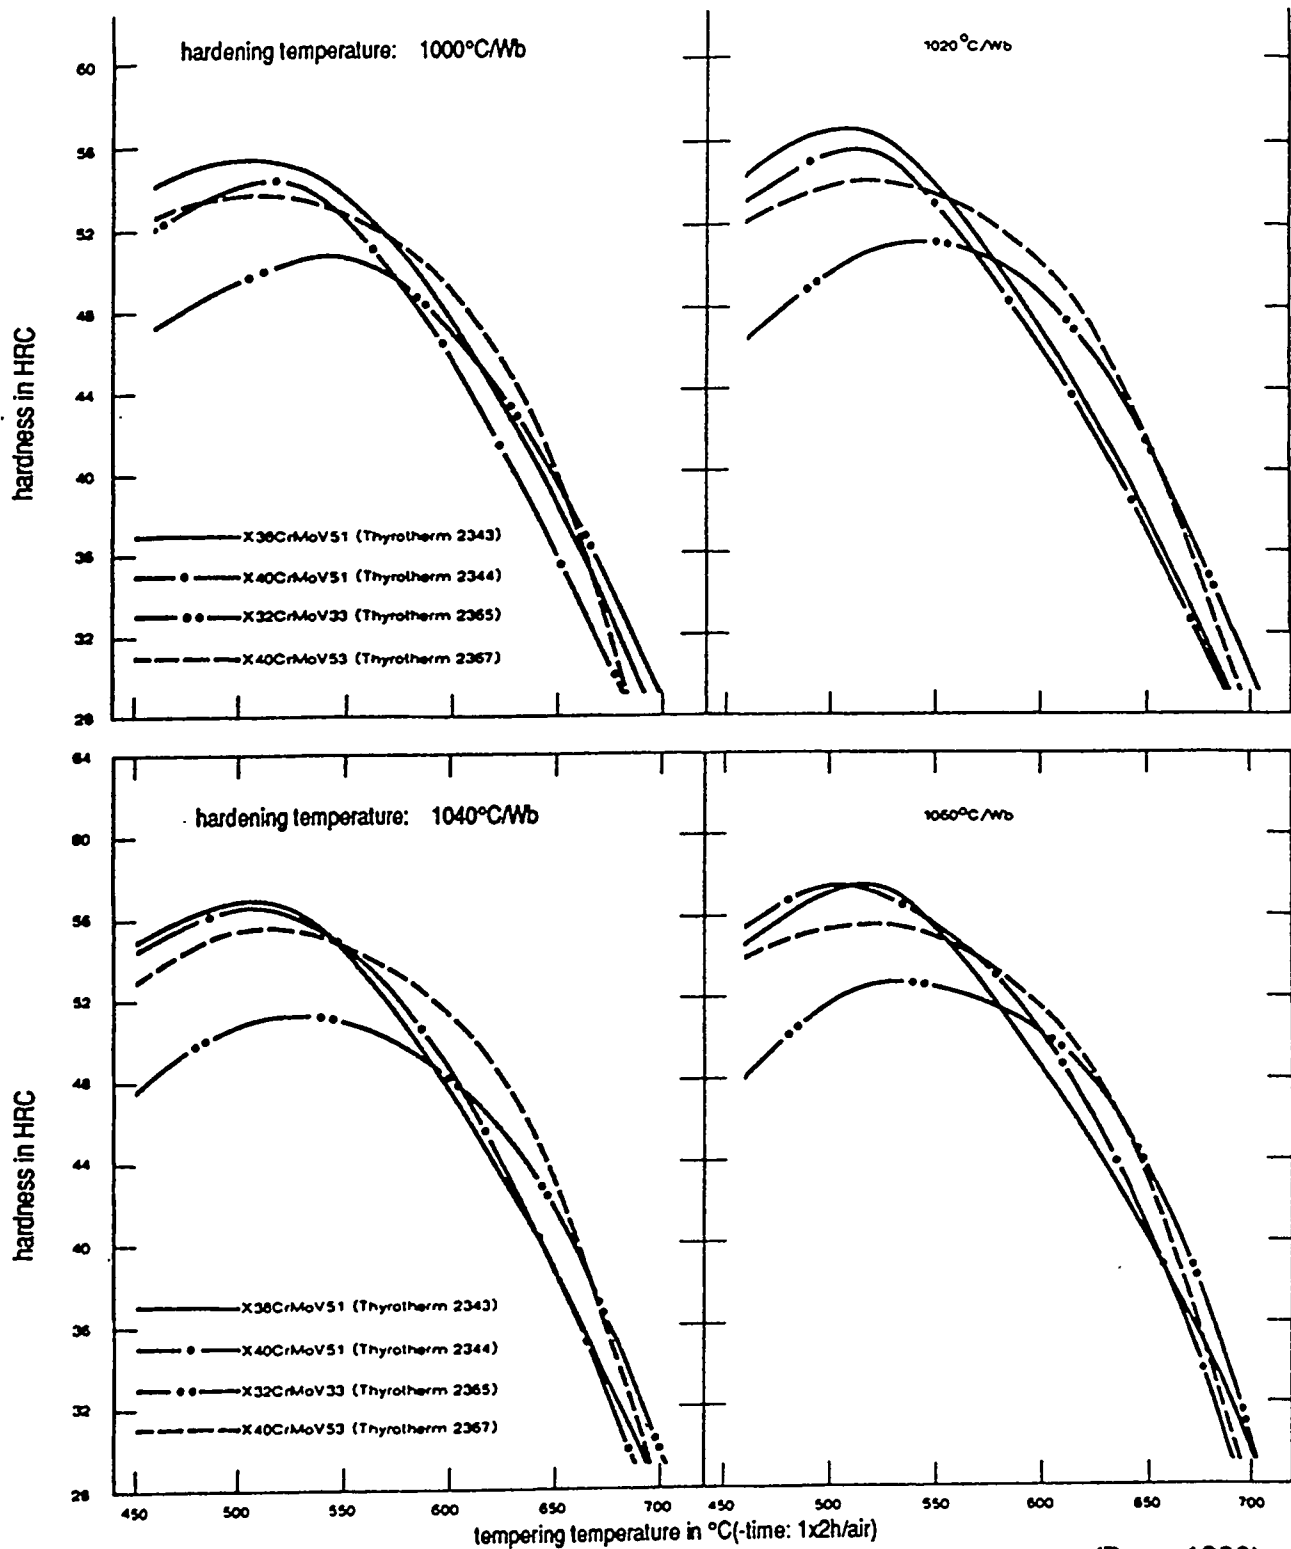 hardening temperature: 1000°C/Wb
1020°C/Wb
60
56
52
48
44
40
36
32
28
hardness in HRC
X38CrMoV51 (Thyrotherm 2343)
X40CrMoV51 (Thyrotherm 2344)
X32CrMoV33 (Thyrotherm 2365)
X40CrMoV53 (Thyrotherm 2367)
hardening temperature: 1040°C/Wb
1060°C/Wb
64
60
56
52
48
44
40
36
32
28
hardness in HRC
X38CrMoV51 (Thyrotherm 2343)
X40CrMoV51 (Thyrotherm 2344)
X32CrMoV33 (Thyrotherm 2365)
X40CrMoV53 (Thyrotherm 2367)
450 500 550 600 650 700 450 500 550 600 650 700
tempering temperature in °C(-time: 1x2h/air)